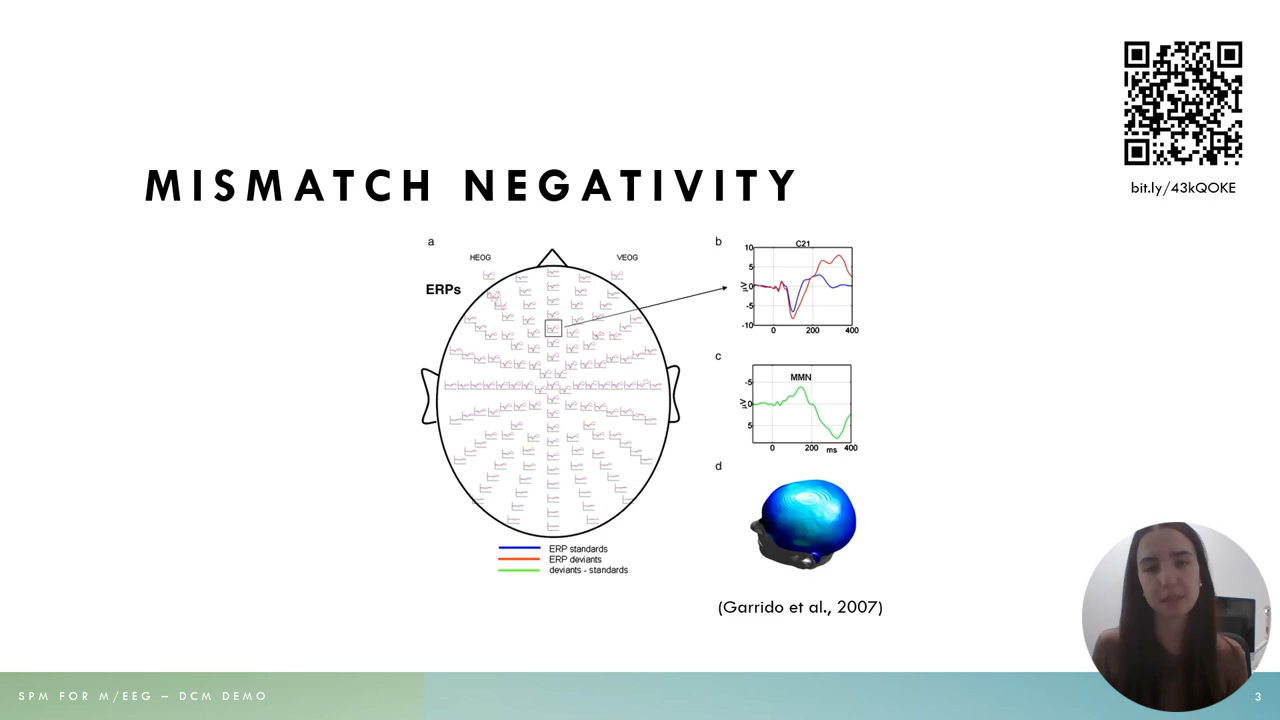 bit.ly/43kQOKE
MISMATCH NEGATIVITY
a
HEOG
VEOG
ERPs
b
C21
10
5
0
-5
-10
µV
0
200
400
c
MMN
-5
0
5
µV
0
200
400
ms
d
ERP standards
ERP deviants
deviants - standards
(Garrido et al., 2007)
SPM FOR M/EEG – DCM DEMO
3